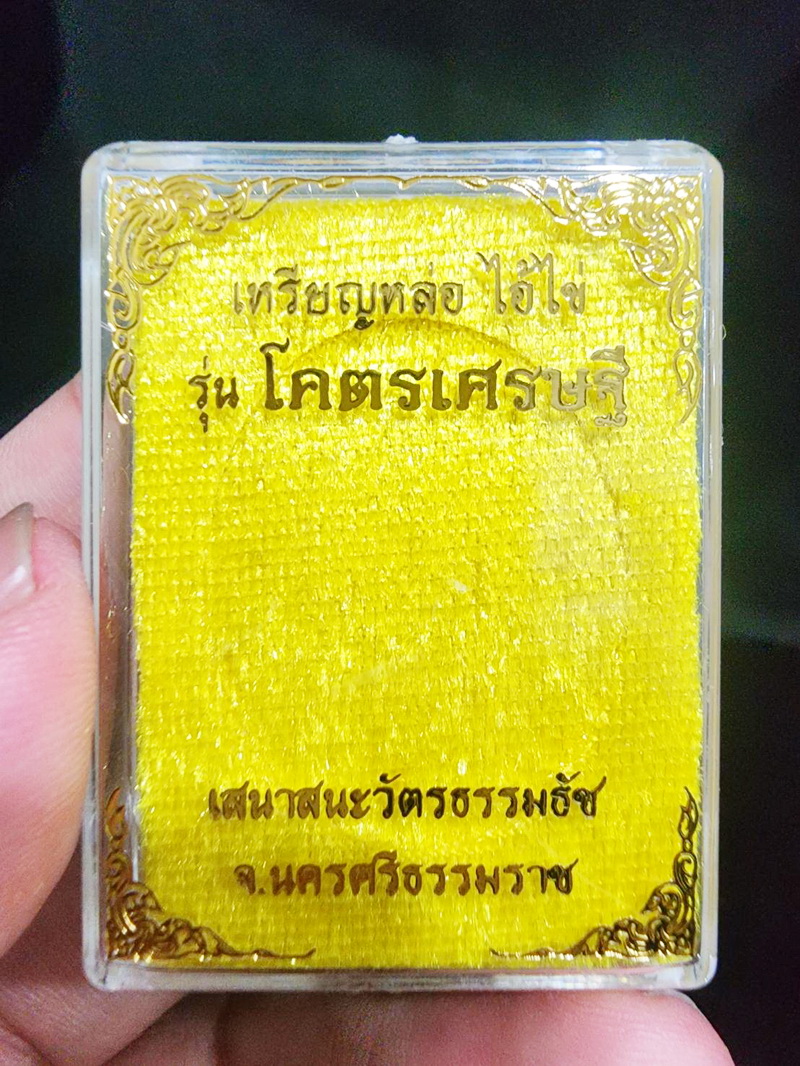 เหรียญหล่อ ไอ้ไข่
รุ่น โคตรเศรษฐี
เสนาสนะวัตรธรรมธัช
จ.นครศรีธรรมราช